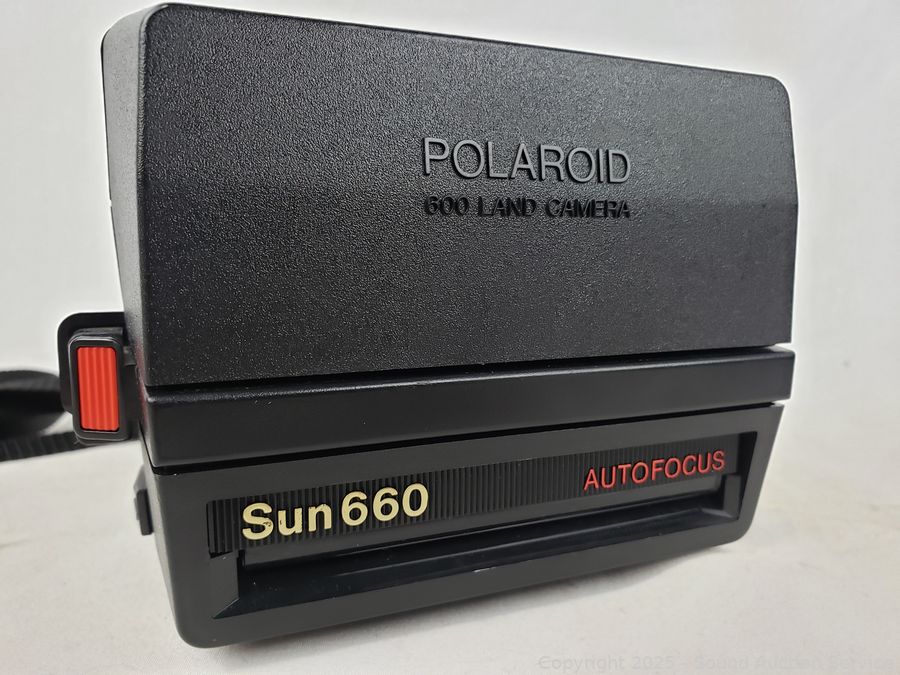 POLAROID
600 LAND CAMERA
Sun 660
AUTOFOCUS
Copyright 2025 - Sound Auction Service